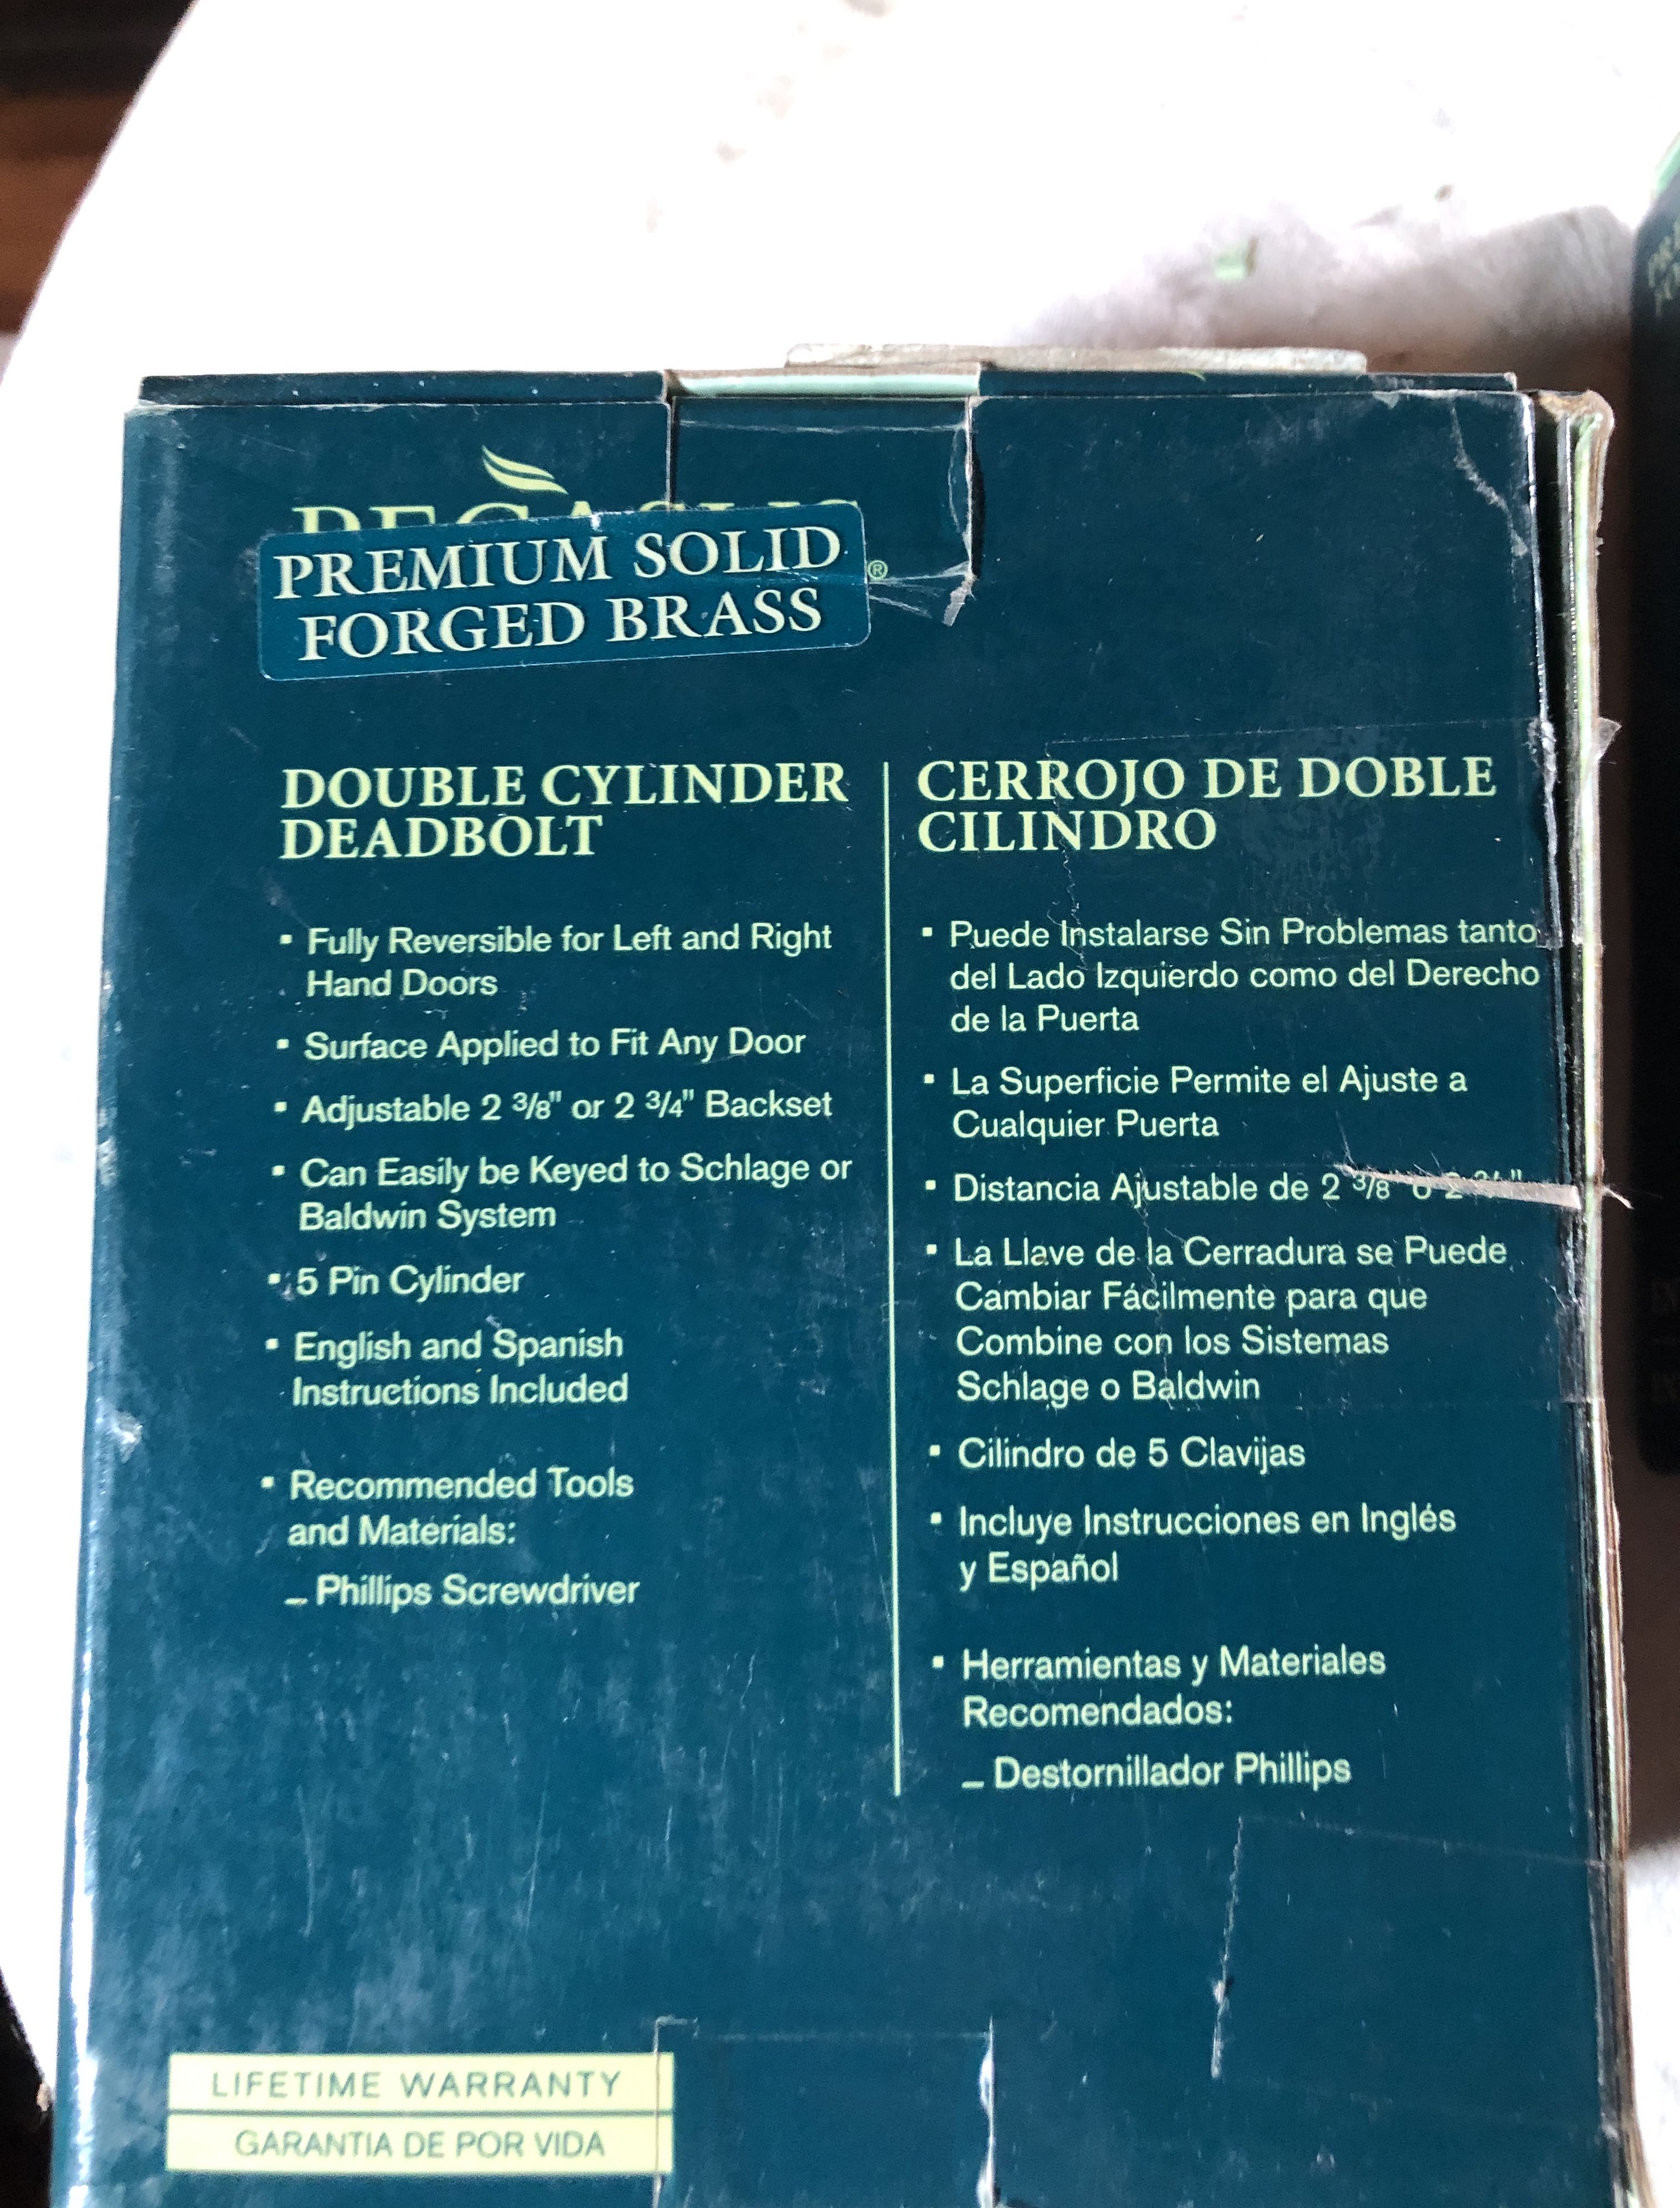 PREMIUM SOLID
FORGED BRASS
®
DOUBLE CYLINDER
DEADBOLT
▪ Fully Reversible for Left and Right
Hand Doors
▪ Surface Applied to Fit Any Door
▪ Adjustable 2 3/8" or 2 3/4" Backset
▪ Can Easily be Keyed to Schlage or
Baldwin System
▪ 5 Pin Cylinder
▪ English and Spanish
Instructions Included
▪ Recommended Tools
and Materials:
– Phillips Screwdriver
CERROJO DE DOBLE
CILINDRO
▪ Puede Instalarse Sin Problemas tanto
del Lado Izquierdo como del Derecho
de la Puerta
▪ La Superficie Permite el Ajuste a
Cualquier Puerta
▪ Distancia Ajustable de 2 3/8" o 2 3/4"
▪ La Llave de la Cerradura se Puede
Cambiar Fácilmente para que
Combine con los Sistemas
Schlage o Baldwin
▪ Cilindro de 5 Clavijas
▪ Incluye Instrucciones en Inglés
y Español
▪ Herramientas y Materiales
Recomendados:
– Destornillador Phillips
LIFETIME WARRANTY
GARANTIA DE POR VIDA